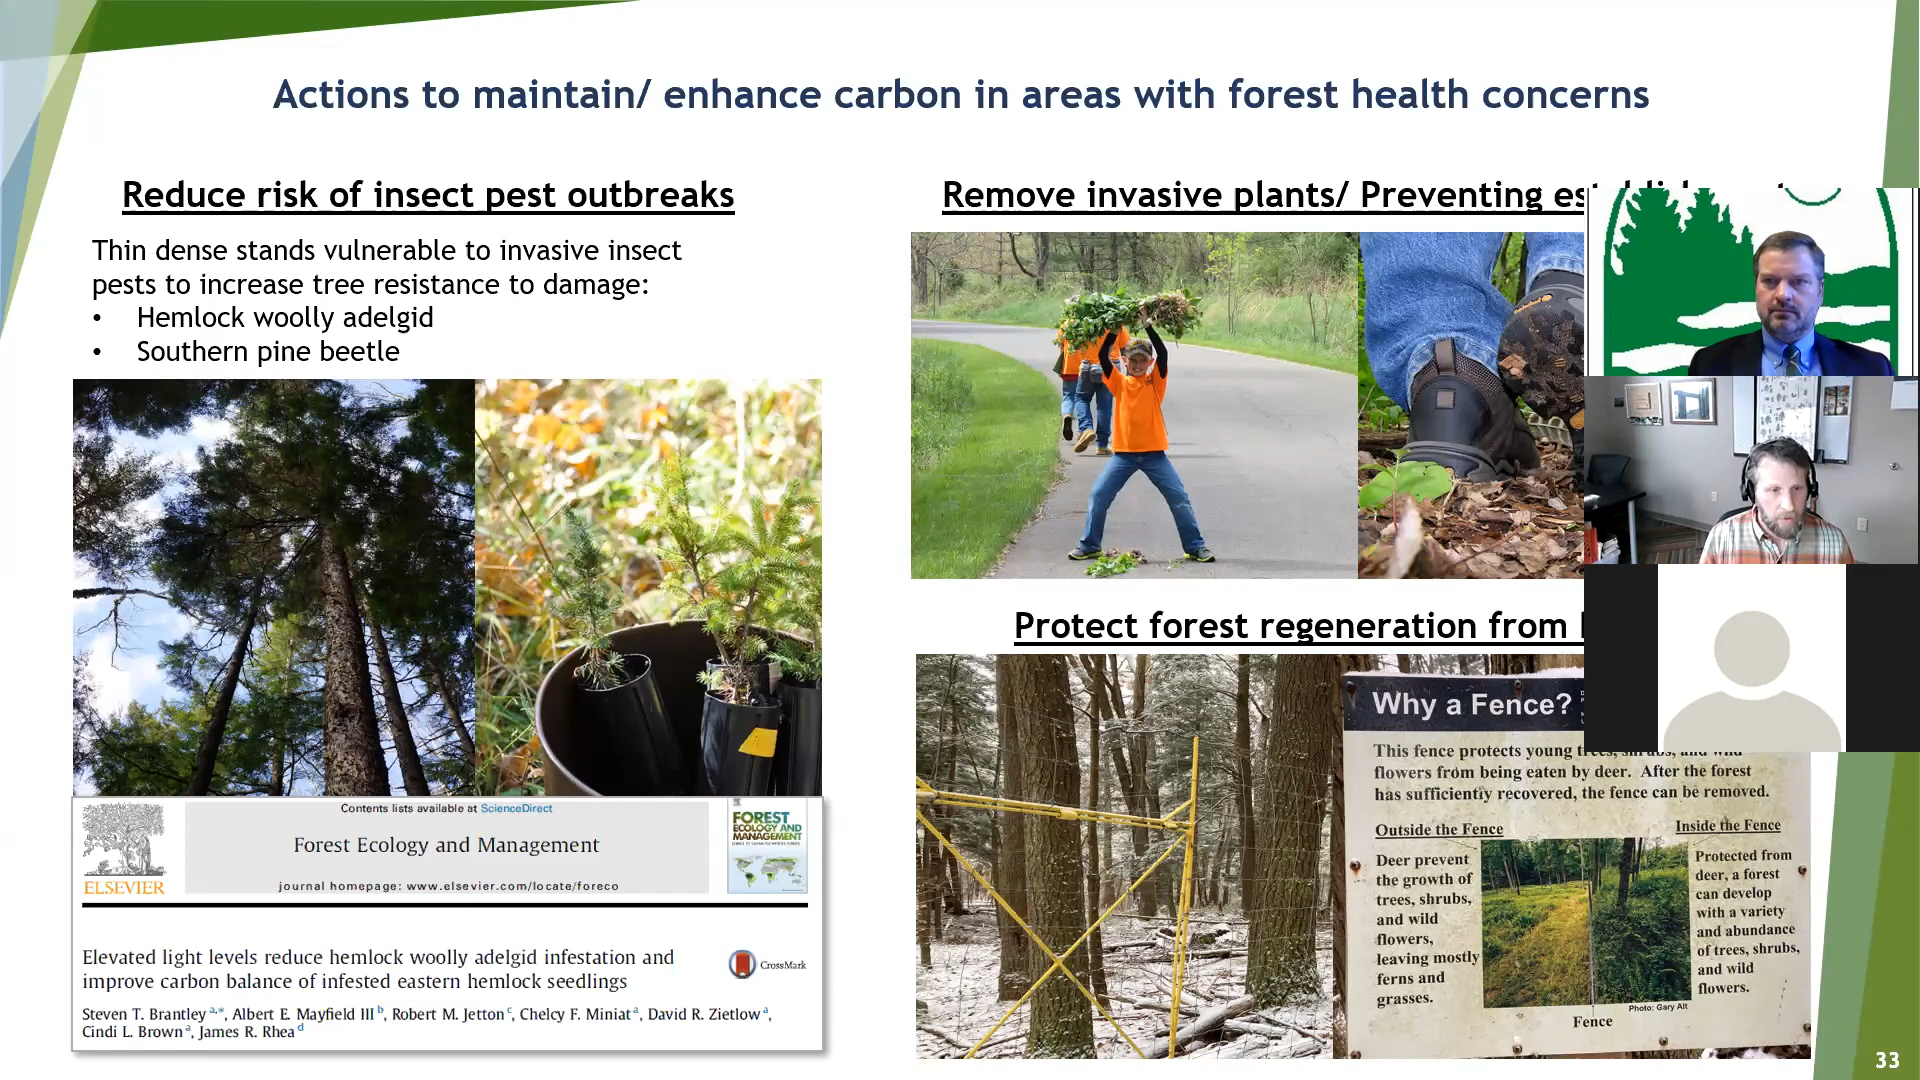 Actions to maintain/ enhance carbon in areas with forest health concerns
Reduce risk of insect pest outbreaks
Thin dense stands vulnerable to invasive insect
pests to increase tree resistance to damage:
• Hemlock woolly adelgid
• Southern pine beetle
Contents lists available at ScienceDirect
Forest Ecology and Management
journal homepage: www.elsevier.com/locate/foreco
ELSEVIER
FOREST
ECOLOGY AND
MANAGEMENT
Elevated light levels reduce hemlock woolly adelgid infestation and
improve carbon balance of infested eastern hemlock seedlings
CrossMark
Steven T. Brantley a,*, Albert E. Mayfield III b, Robert M. Jetton c, Chelcy F. Miniat a, David R. Zietlow a,
Cindi L. Brown a, James R. Rhea d
Remove invasive plants/ Preventing
Protect forest regeneration from
Why a Fence?
This fence protects young trees, shrubs, and wild
flowers from being eaten by deer. After the forest
has sufficiently recovered, the fence can be removed.
Outside the Fence
Deer prevent
the growth of
trees, shrubs,
and wild
flowers,
leaving mostly
ferns and
grasses.
Inside the Fence
Protected from
deer, a forest
can develop
with a variety
and abundance
of trees, shrubs,
and wild
flowers.
Photo: Gary Alt
Fence
33